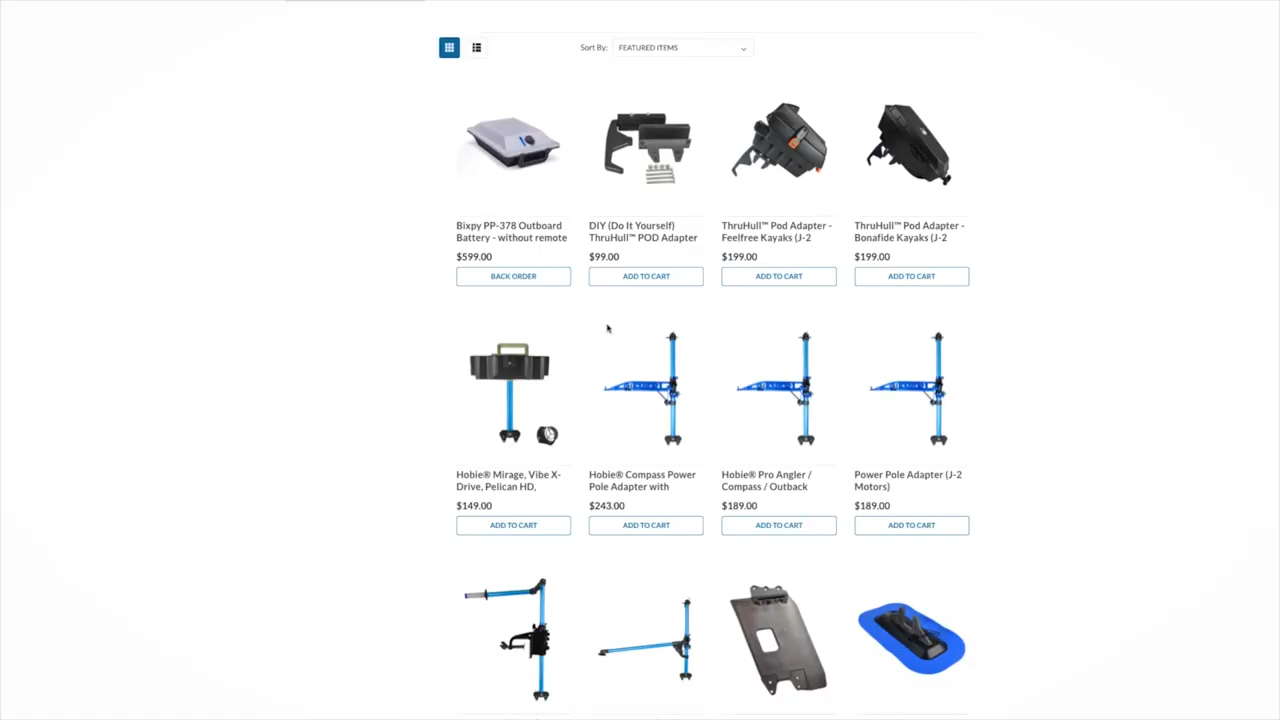 Sort By: FEATURED ITEMS
Bixpy PP-378 Outboard
Battery - without remote
$599.00
BACK ORDER
DIY (Do It Yourself)
ThruHull™ POD Adapter
$99.00
ADD TO CART
ThruHull™ Pod Adapter -
Feelfree Kayaks (J-2
$199.00
ADD TO CART
ThruHull™ Pod Adapter -
Bonafide Kayaks (J-2
$199.00
ADD TO CART
Hobie® Mirage, Vibe X-
Drive, Pelican HD,
$149.00
ADD TO CART
Hobie® Compass Power
Pole Adapter with
$243.00
ADD TO CART
Hobie® Pro Angler /
Compass / Outback
$189.00
ADD TO CART
Power Pole Adapter (J-2
Motors)
$189.00
ADD TO CART